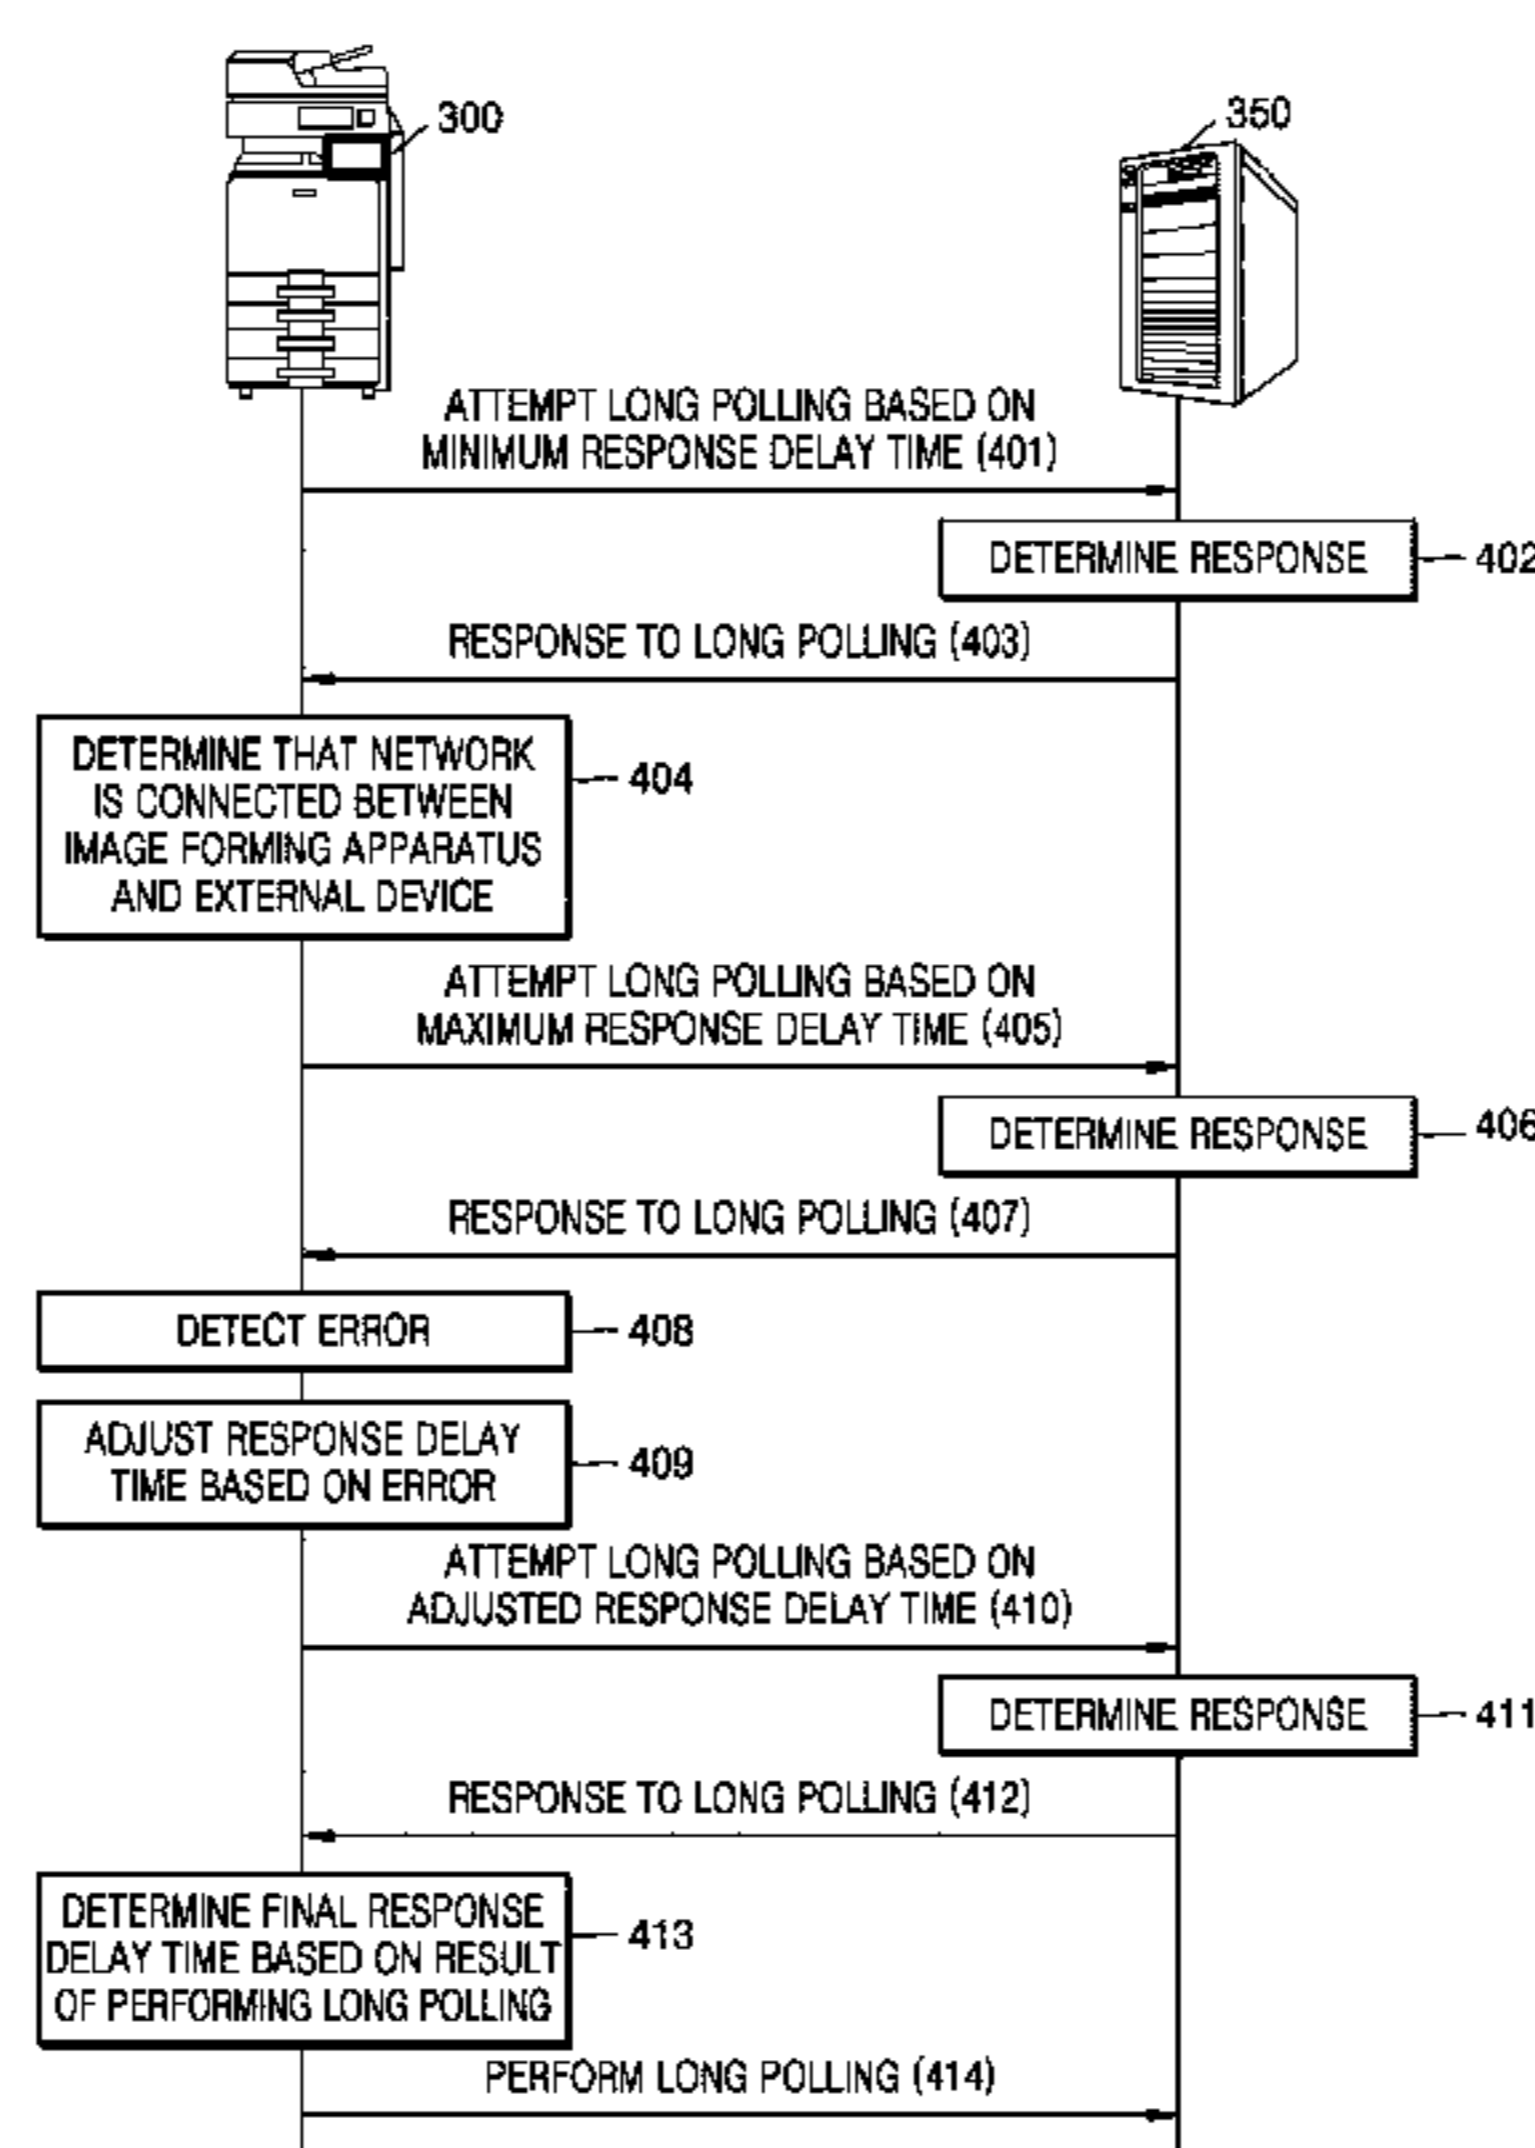 300
350
ATTEMPT LONG POLLING BASED ON
MINIMUM RESPONSE DELAY TIME (401)
DETERMINE RESPONSE
402
RESPONSE TO LONG POLLING (403)
DETERMINE THAT NETWORK
IS CONNECTED BETWEEN
IMAGE FORMING APPARATUS
AND EXTERNAL DEVICE
404
ATTEMPT LONG POLLING BASED ON
MAXIMUM RESPONSE DELAY TIME (405)
DETERMINE RESPONSE
406
RESPONSE TO LONG POLLING (407)
DETECT ERROR
408
ADJUST RESPONSE DELAY
TIME BASED ON ERROR
409
ATTEMPT LONG POLLING BASED ON
ADJUSTED RESPONSE DELAY TIME (410)
DETERMINE RESPONSE
411
RESPONSE TO LONG POLLING (412)
DETERMINE FINAL RESPONSE
DELAY TIME BASED ON RESULT
OF PERFORMING LONG POLLING
413
PERFORM LONG POLLING (414)